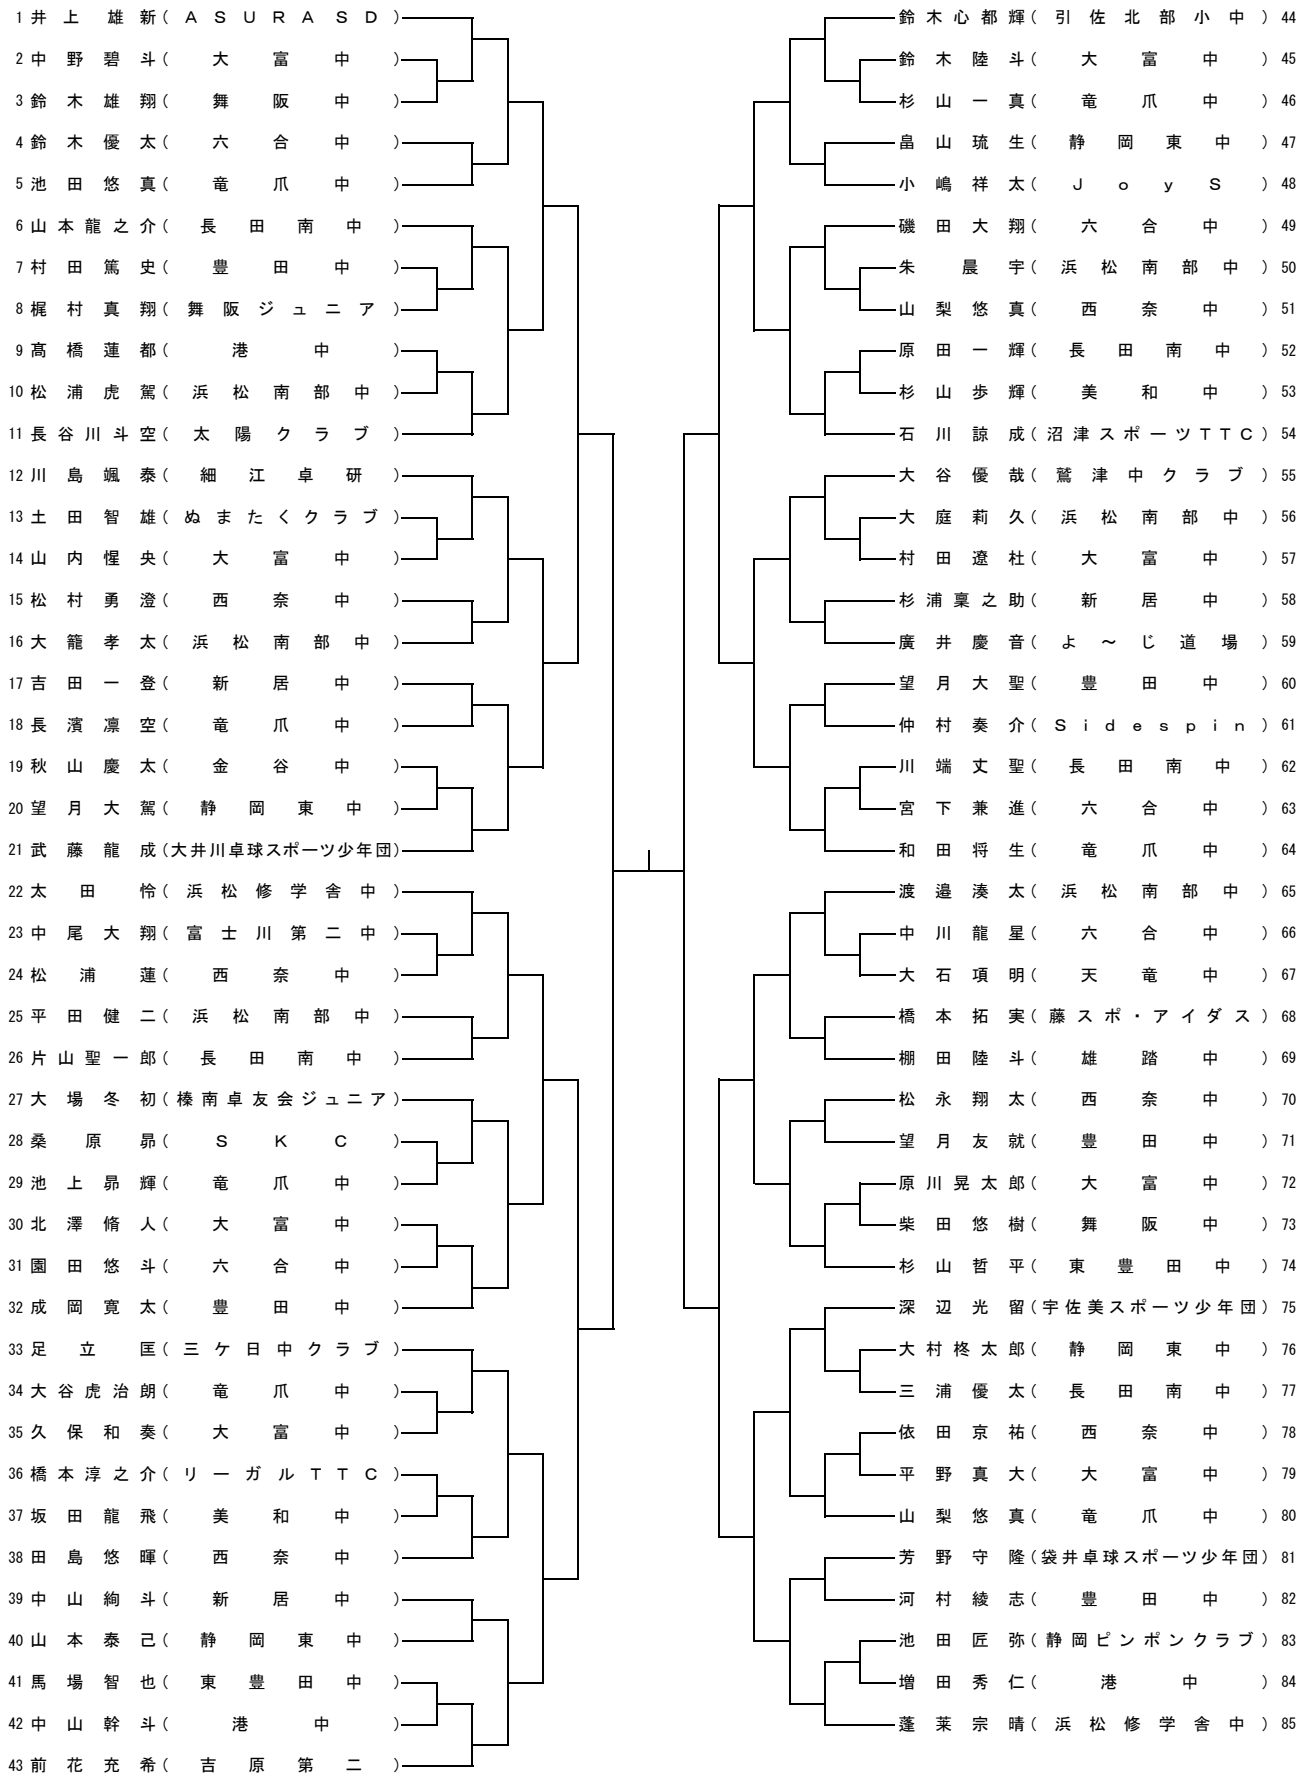 1 井上雄新(ASURASD)
2 中野碧斗(大富中)
3 鈴木雄翔(舞阪中)
4 鈴木優太(六合中)
5 池田悠真(竜爪中)
6 山本龍之介(長田南中)
7 村田篤史(豊田中)
8 梶村真翔(舞阪ジュニア)
9 髙橋蓮都(港中)
10 松浦虎駕(浜松南部中)
11 長谷川斗空(太陽クラブ)
12 川島颯泰(細江卓研)
13 土田智雄(ぬまたくクラブ)
14 山内惺央(大富中)
15 松村勇澄(西奈中)
16 大籠孝太(浜松南部中)
17 吉田一登(新居中)
18 長濱凛空(竜爪中)
19 秋山慶太(金谷中)
20 望月大駕(静岡東中)
21 武藤龍成(大井川卓球スポーツ少年団)
22 太田怜(浜松修学舎中)
23 中尾大翔(富士川第二中)
24 松浦蓮(西奈中)
25 平田健二(浜松南部中)
26 片山聖一郎(長田南中)
27 大場冬初(榛南卓友会ジュニア)
28 桑原昴(SKC)
29 池上昴輝(竜爪中)
30 北澤脩人(大富中)
31 園田悠斗(六合中)
32 成岡寛太(豊田中)
33 足立匡(三ケ日中クラブ)
34 大谷虎治朗(竜爪中)
35 久保和奏(大富中)
36 橋本淳之介(リーガルTTC)
37 坂田龍飛(美和中)
38 田島悠暉(西奈中)
39 中山絢斗(新居中)
40 山本泰己(静岡東中)
41 馬場智也(東豊田中)
42 中山幹斗(港中)
43 前花充希(吉原第二)
鈴木心都輝(引佐北部小中) 44
鈴木陸斗(大富中) 45
杉山一真(竜爪中) 46
畠山琉生(静岡東中) 47
小嶋祥太(JoyS) 48
磯田大翔(六合中) 49
朱晨宇(浜松南部中) 50
山梨悠真(西奈中) 51
原田一輝(長田南中) 52
杉山歩輝(美和中) 53
石川諒成(沼津スポーツTTC) 54
大谷優哉(鷲津中クラブ) 55
大庭莉久(浜松南部中) 56
村田遼杜(大富中) 57
杉浦稟之助(新居中) 58
廣井慶音(よ～じ道場) 59
望月大聖(豊田中) 60
仲村奏介(Sidespin) 61
川端丈聖(長田南中) 62
宮下兼進(六合中) 63
和田将生(竜爪中) 64
渡邉湊太(浜松南部中) 65
中川龍星(六合中) 66
大石項明(天竜中) 67
橋本拓実(藤スポ・アイダス) 68
棚田陸斗(雄踏中) 69
松永翔太(西奈中) 70
望月友就(豊田中) 71
原川晃太郎(大富中) 72
柴田悠樹(舞阪中) 73
杉山哲平(東豊田中) 74
深辺光留(宇佐美スポーツ少年団) 75
大村柊太郎(静岡東中) 76
三浦優太(長田南中) 77
依田京祐(西奈中) 78
平野真大(大富中) 79
山梨悠真(竜爪中) 80
芳野守隆(袋井卓球スポーツ少年団) 81
河村綾志(豊田中) 82
池田匠弥(静岡ピンポンクラブ) 83
増田秀仁(港中) 84
蓬莱宗晴(浜松修学舎中) 85